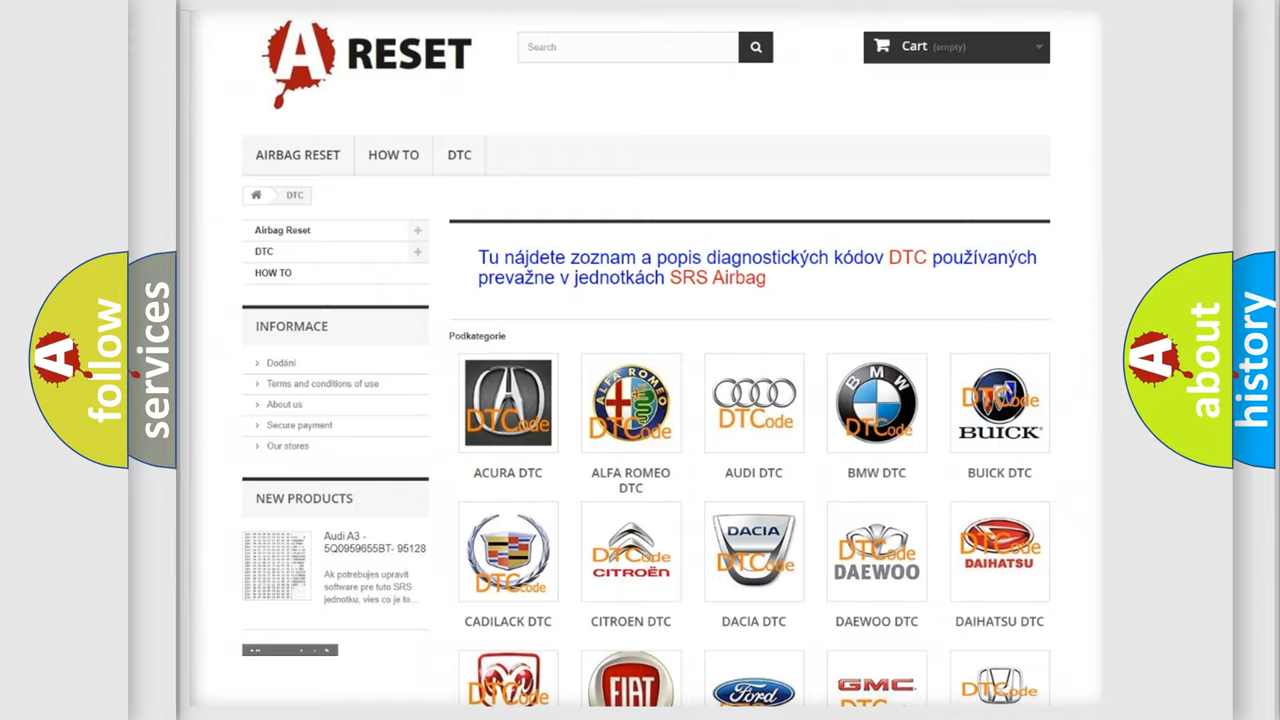 A RESET
Search
Cart (empty)
AIRBAG RESET
HOW TO
DTC
DTC
Airbag Reset
DTC
HOW TO
Tu nájdete zoznam a popis diagnostických kódov DTC používaných
prevažne v jednotkách SRS Airbag
INFORMACE
Dodání
Terms and conditions of use
About us
Secure payment
Our stores
NEW PRODUCTS
Audi A3 -
5Q0959655BT- 95128
Ak potrebujes upravit
software pre tuto SRS
jednotku, vies co je to...
Podkategorie
DTCode
ALFA ROMEO
DTCode
DTCode
BMW
DTCode
DTCode
BUICK
ACURA DTC
ALFA ROMEO
DTC
AUDI DTC
BMW DTC
BUICK DTC
DTCode
DTCode
CITROËN
DACIA
DTCode
DTCode
DAEWOO
DTCode
DAIHATSU
CADILACK DTC
CITROEN DTC
DACIA DTC
DAEWOO DTC
DAIHATSU DTC
DTCode
FIAT
Ford
GMC
DTCode
A
follow
services
A
about
history